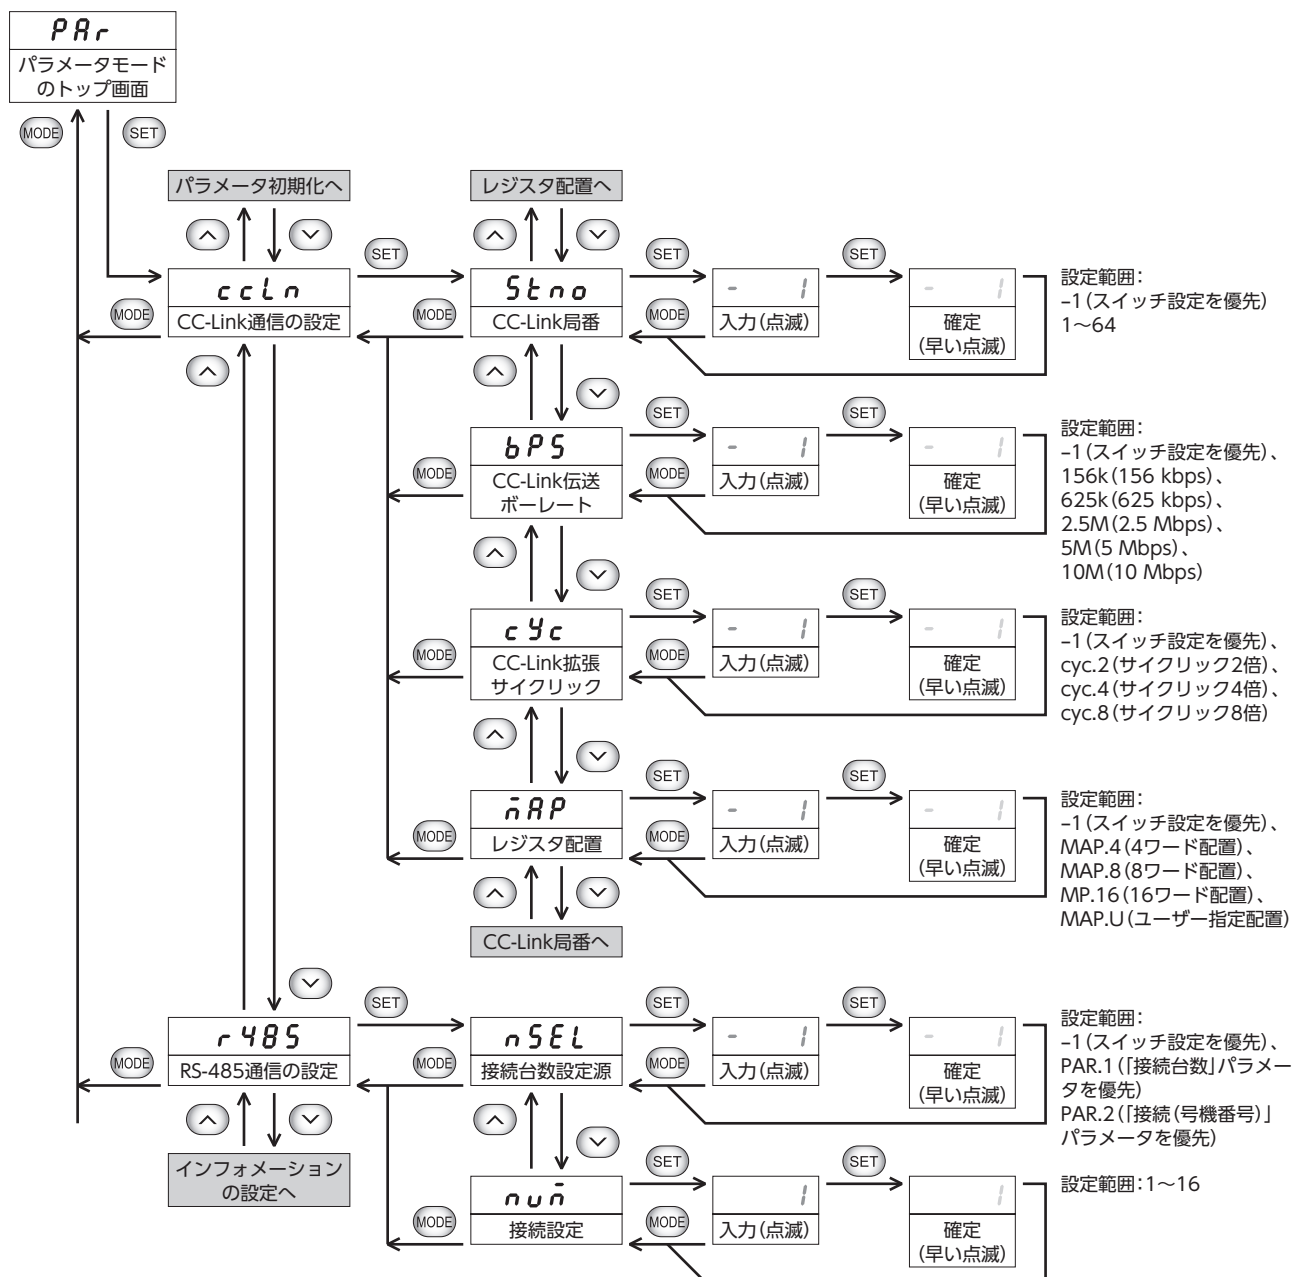 PAr
パラメータモード
のトップ画面
MODE
SET
パラメータ初期化へ
レジスタ配置へ
SET
SET
SET
ccLn
CC-Link通信の設定
MODE
Stno
CC-Link局番
MODE
- 1
入力(点滅)
MODE
- 1
確定
(早い点滅)
設定範囲:
–1(スイッチ設定を優先)
1～64
SET
SET
bPS
CC-Link伝送
ボーレート
MODE
- 1
入力(点滅)
MODE
- 1
確定
(早い点滅)
設定範囲:
–1(スイッチ設定を優先)、
156k(156 kbps)、
625k(625 kbps)、
2.5M(2.5 Mbps)、
5M(5 Mbps)、
10M(10 Mbps)
SET
SET
cYc
CC-Link拡張
サイクリック
MODE
- 1
入力(点滅)
MODE
- 1
確定
(早い点滅)
設定範囲:
–1(スイッチ設定を優先)、
cyc.2(サイクリック2倍)、
cyc.4(サイクリック4倍)、
cyc.8(サイクリック8倍)
SET
SET
MAP
レジスタ配置
MODE
- 1
入力(点滅)
MODE
- 1
確定
(早い点滅)
設定範囲:
–1(スイッチ設定を優先)、
MAP.4(4ワード配置)、
MAP.8(8ワード配置)、
MP.16(16ワード配置)、
MAP.U(ユーザー指定配置)
CC-Link局番へ
SET
SET
SET
r485
RS-485通信の設定
MODE
nSEL
接続台数設定源
MODE
- 1
入力(点滅)
MODE
- 1
確定
(早い点滅)
設定範囲:
–1(スイッチ設定を優先)、
PAR.1(「接続台数」パラメー
タを優先)
PAR.2(「接続(号機番号)」
パラメータを優先)
インフォメーション
の設定へ
SET
SET
nuM
接続設定
MODE
1
入力(点滅)
MODE
1
確定
(早い点滅)
設定範囲:1～16